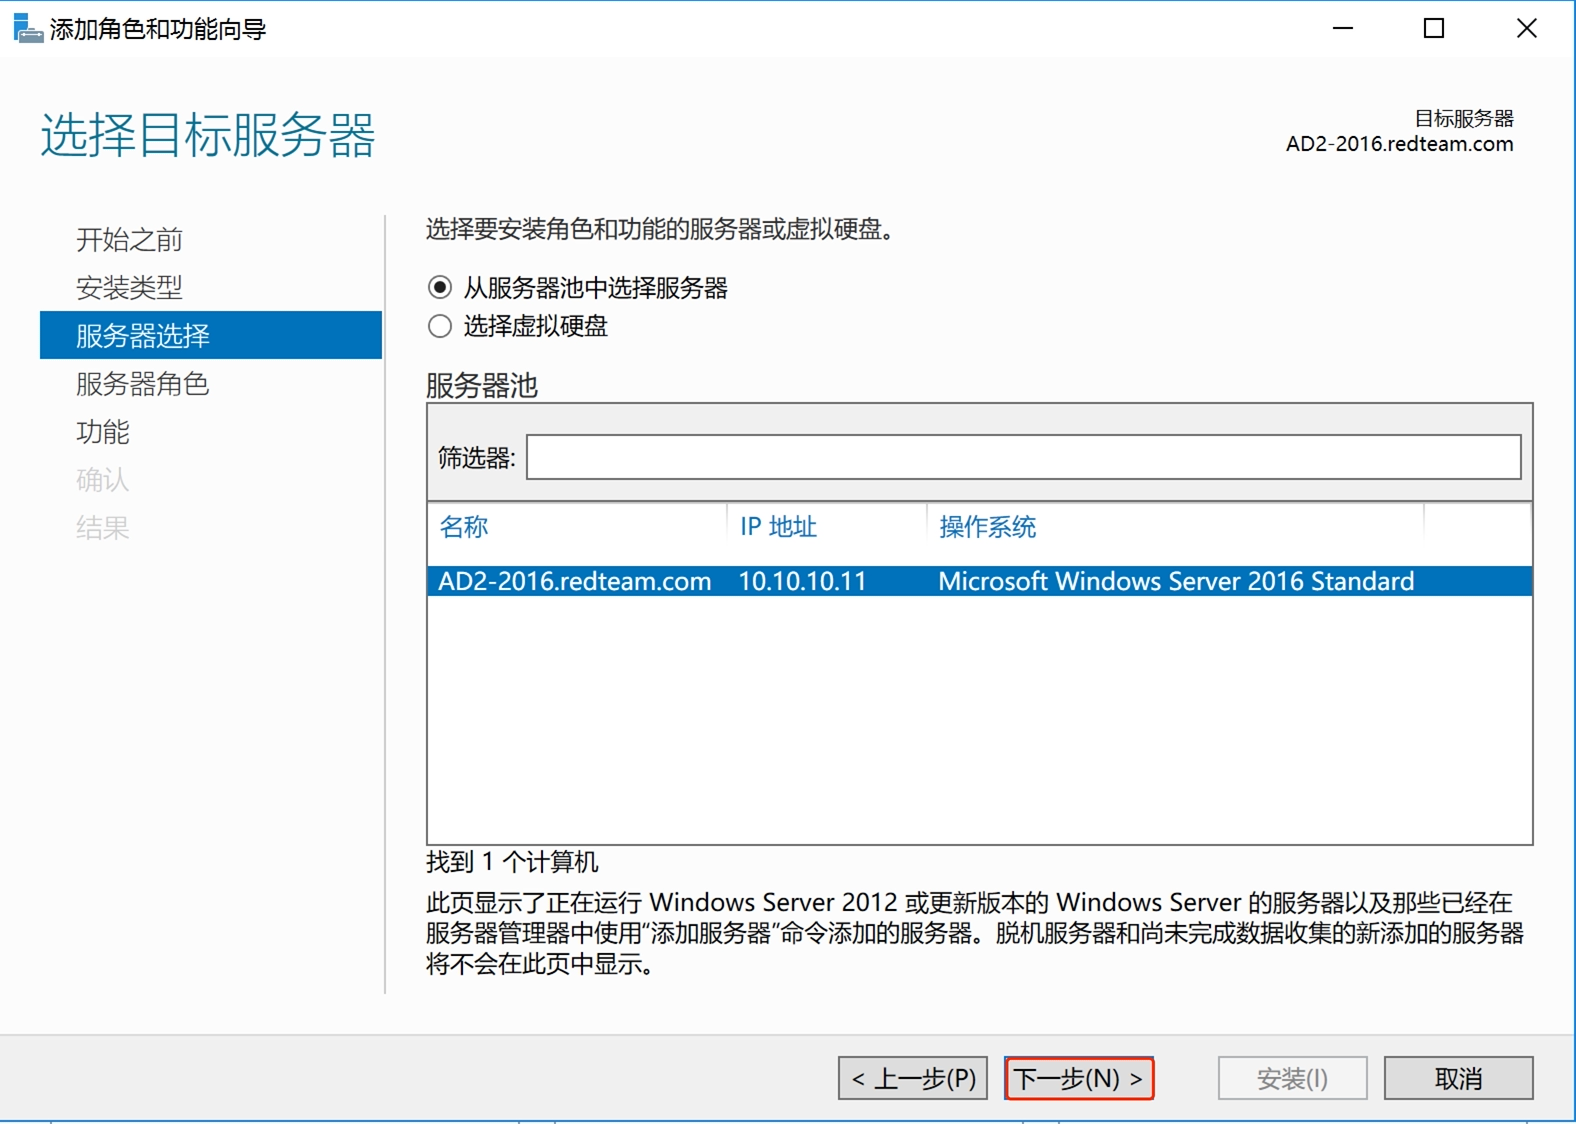 添加角色和功能向导
选择目标服务器
目标服务器
AD2-2016.redteam.com
开始之前
安装类型
服务器选择
服务器角色
功能
确认
结果
选择要安装角色和功能的服务器或虚拟硬盘。
从服务器池中选择服务器
选择虚拟硬盘
服务器池
筛选器:
名称 IP 地址 操作系统
AD2-2016.redteam.com 10.10.10.11 Microsoft Windows Server 2016 Standard
找到 1 个计算机
此页显示了正在运行 Windows Server 2012 或更新版本的 Windows Server 的服务器以及那些已经在
服务器管理器中使用"添加服务器"命令添加的服务器。脱机服务器和尚未完成数据收集的新添加的服务器
将不会在此页中显示。
< 上一步(P) 下一步(N) > 安装(I) 取消